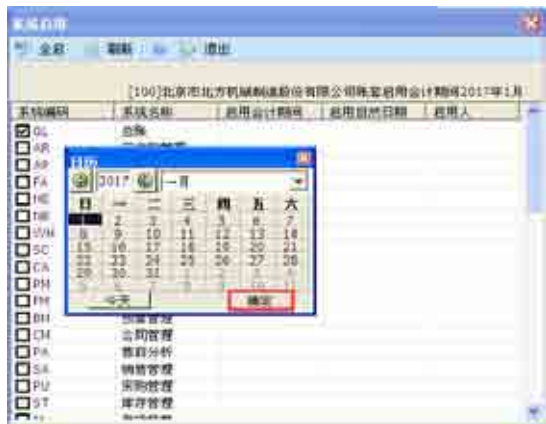 系统启用
全启 刷新 退出
[100]北京市北方机械制造股份有限公司账套启用会计期间2017年1月
系统编码 系统名称 启用会计期间 启用自然日期 启用人
GL 总账
AR
AP
日历
FA
2017 一月
NE
日 一 二 三 四 五 六
NB
1 2 3 4 5 6 7
WH
8 9 10 11 12 13 14
SC
15 16 17 18 19 20 21
CA
22 23 24 25 26 27 28
PM
29 30 31
FM
今天 确定
BM 预算管理
CM 合同管理
PA 售前分析
SA 销售管理
PU 采购管理
ST 库存管理